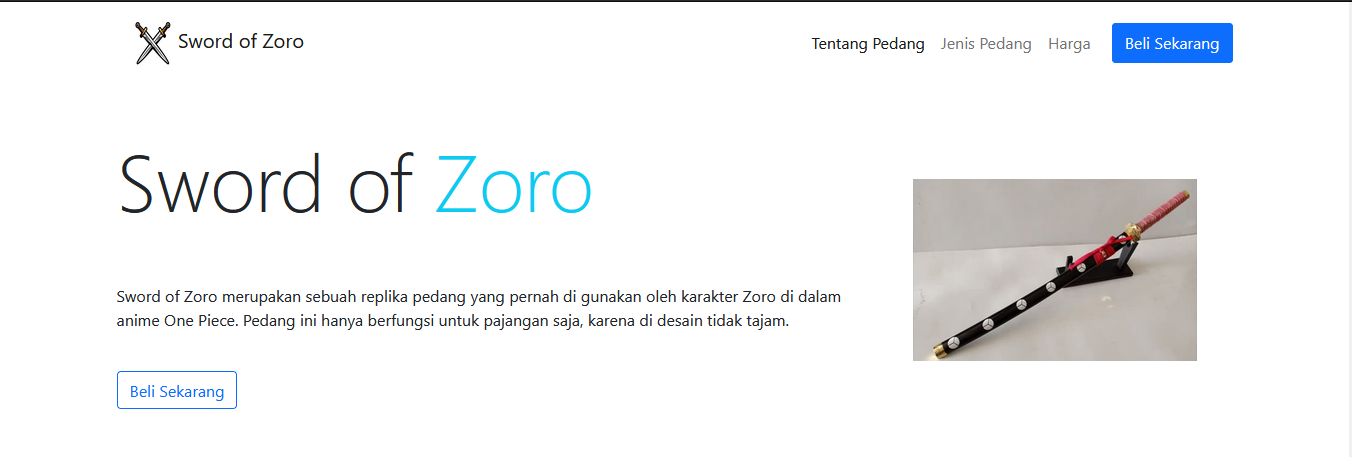 Sword of Zoro
Tentang Pedang
Jenis Pedang
Harga
Beli Sekarang
Sword of Zoro
Sword of Zoro merupakan sebuah replika pedang yang pernah di gunakan oleh karakter Zoro di dalam
anime One Piece. Pedang ini hanya berfungsi untuk pajangan saja, karena di desain tidak tajam.
Beli Sekarang